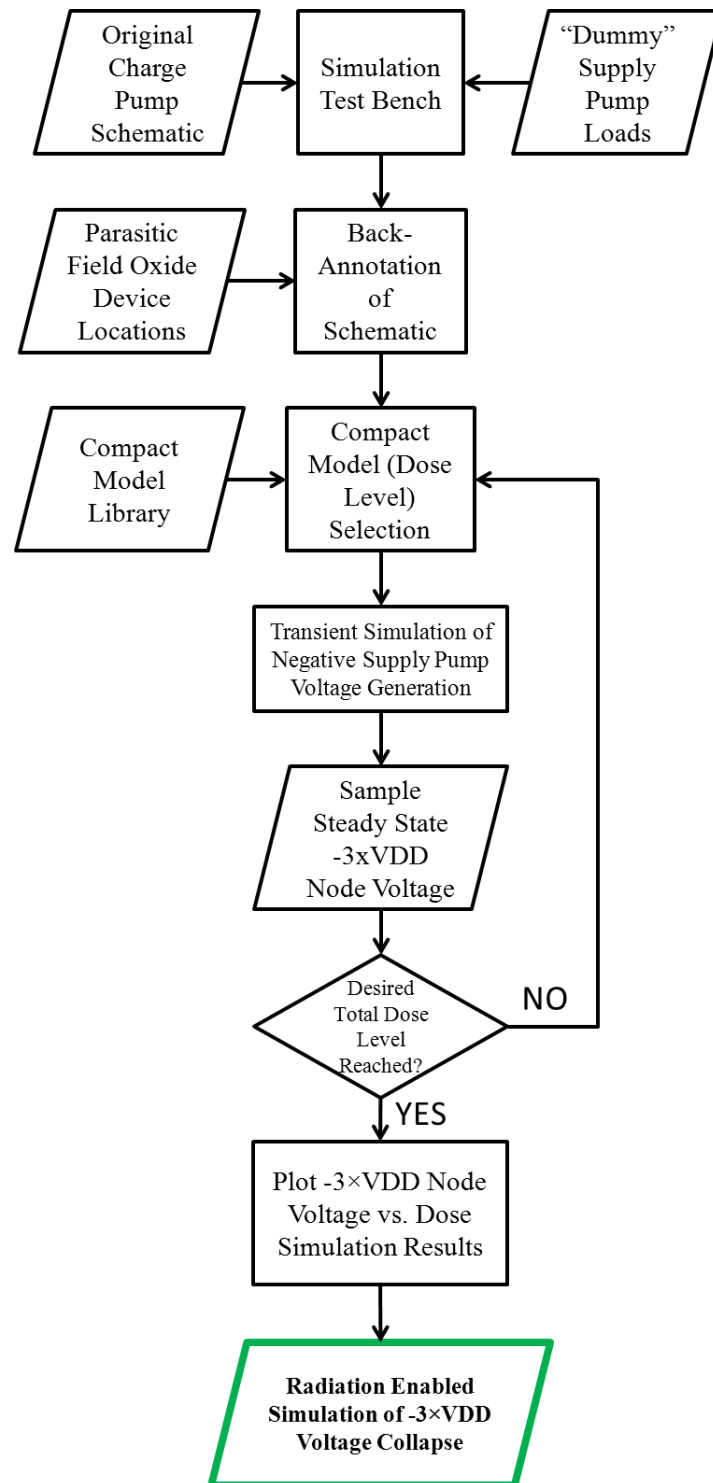 Original
Charge
Pump
Schematic
Simulation
Test Bench
“Dummy”
Supply
Pump
Loads
Parasitic
Field Oxide
Device
Locations
Back-
Annotation
of
Schematic
Compact
Model
Library
Compact
Model (Dose
Level)
Selection
Transient Simulation of
Negative Supply Pump
Voltage Generation
Sample
Steady State
-3xVDD
Node Voltage
Desired
Total Dose
Level
Reached?
NO
YES
Plot -3×VDD Node
Voltage vs. Dose
Simulation Results
Radiation Enabled
Simulation of -3×VDD
Voltage Collapse